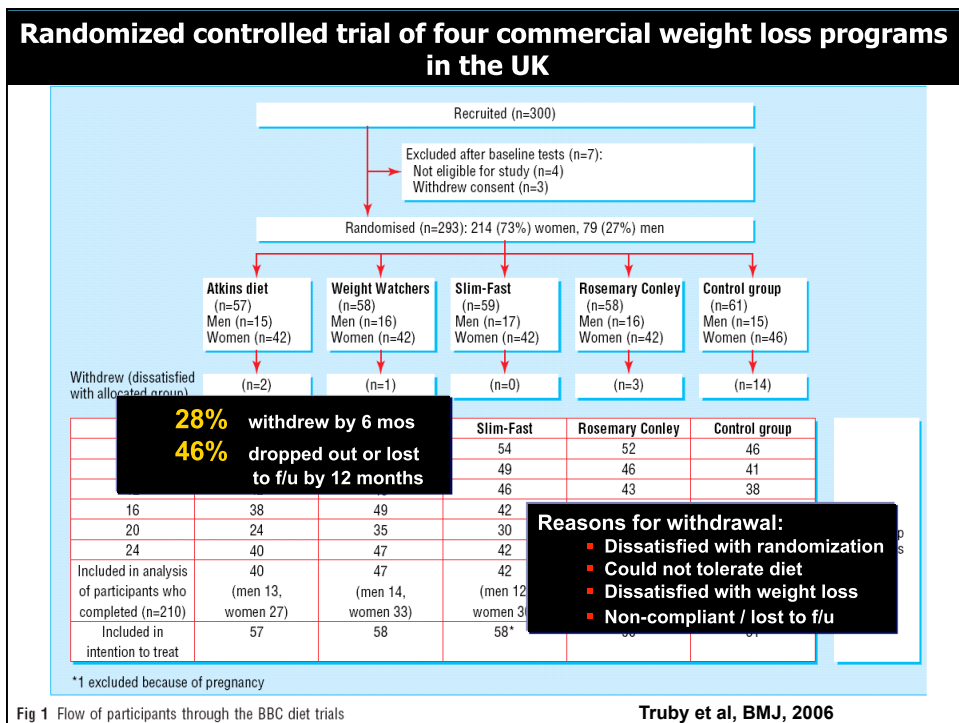 Randomized controlled trial of four commercial weight loss programs
in the UK
Recruited (n=300)
Excluded after baseline tests (n=7):
Not eligible for study (n=4)
Withdrew consent (n=3)
Randomised (n=293): 214 (73%) women, 79 (27%) men
Atkins diet
(n=57)
Men (n=15)
Women (n=42)
Weight Watchers
(n=58)
Men (n=16)
Women (n=42)
Slim-Fast
(n=59)
Men (n=17)
Women (n=42)
Rosemary Conley
(n=58)
Men (n=16)
Women (n=42)
Control group
(n=61)
Men (n=15)
Women (n=46)
Withdrew (dissatisfied
with allocated group)
(n=2) (n=1) (n=0) (n=3) (n=14)
28% withdrew by 6 mos
46% dropped out or lost
to f/u by 12 months
Slim-Fast Rosemary Conley Control group
54 52 46
49 46 41
46 43 38
16 38 49 42
20 24 35 30
24 40 47 42
Included in analysis
of participants who
completed (n=210)
40
(men 13,
women 27)
47
(men 14,
women 33)
42
(men 12
women
Included in
intention to treat
57 58 58*
Reasons for withdrawal:
▪ Dissatisfied with randomization
▪ Could not tolerate diet
▪ Dissatisfied with weight loss
▪ Non-compliant / lost to f/u
*1 excluded because of pregnancy
Fig 1 Flow of participants through the BBC diet trials
Truby et al, BMJ, 2006